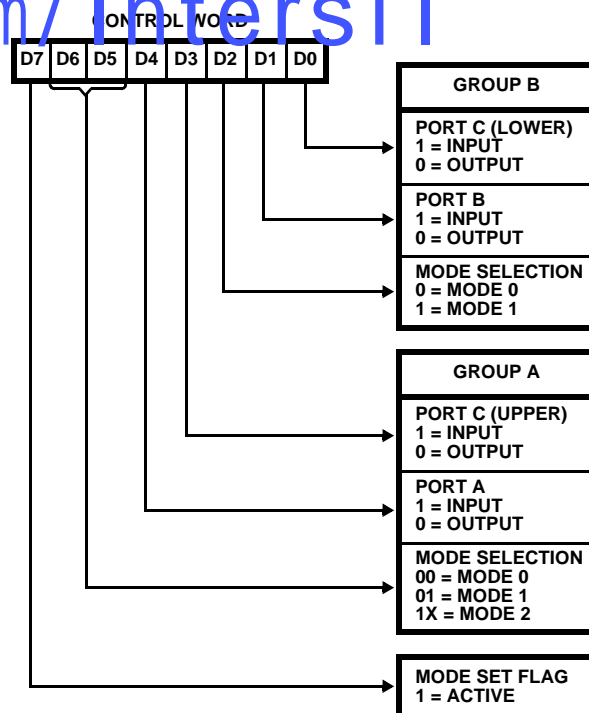 m/Intersil
CONTROL WORD
D7 D6 D5 D4 D3 D2 D1 D0
GROUP B
PORT C (LOWER)
1 = INPUT
0 = OUTPUT
PORT B
1 = INPUT
0 = OUTPUT
MODE SELECTION
0 = MODE 0
1 = MODE 1
GROUP A
PORT C (UPPER)
1 = INPUT
0 = OUTPUT
PORT A
1 = INPUT
0 = OUTPUT
MODE SELECTION
00 = MODE 0
01 = MODE 1
1X = MODE 2
MODE SET FLAG
1 = ACTIVE